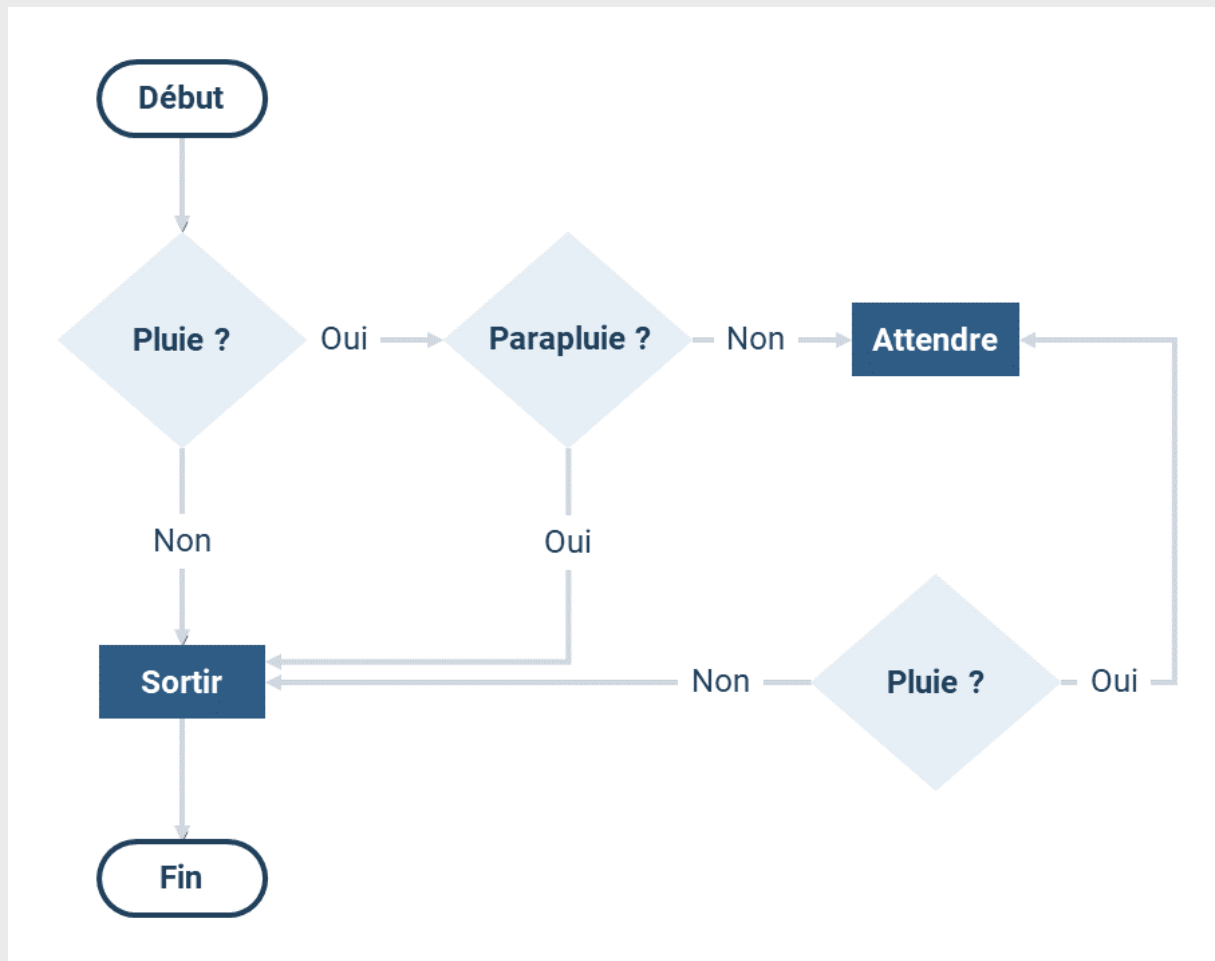 Début
Pluie ?
Oui
Parapluie ?
Non
Attendre
Non
Oui
Sortir
Non
Pluie ?
Oui
Fin